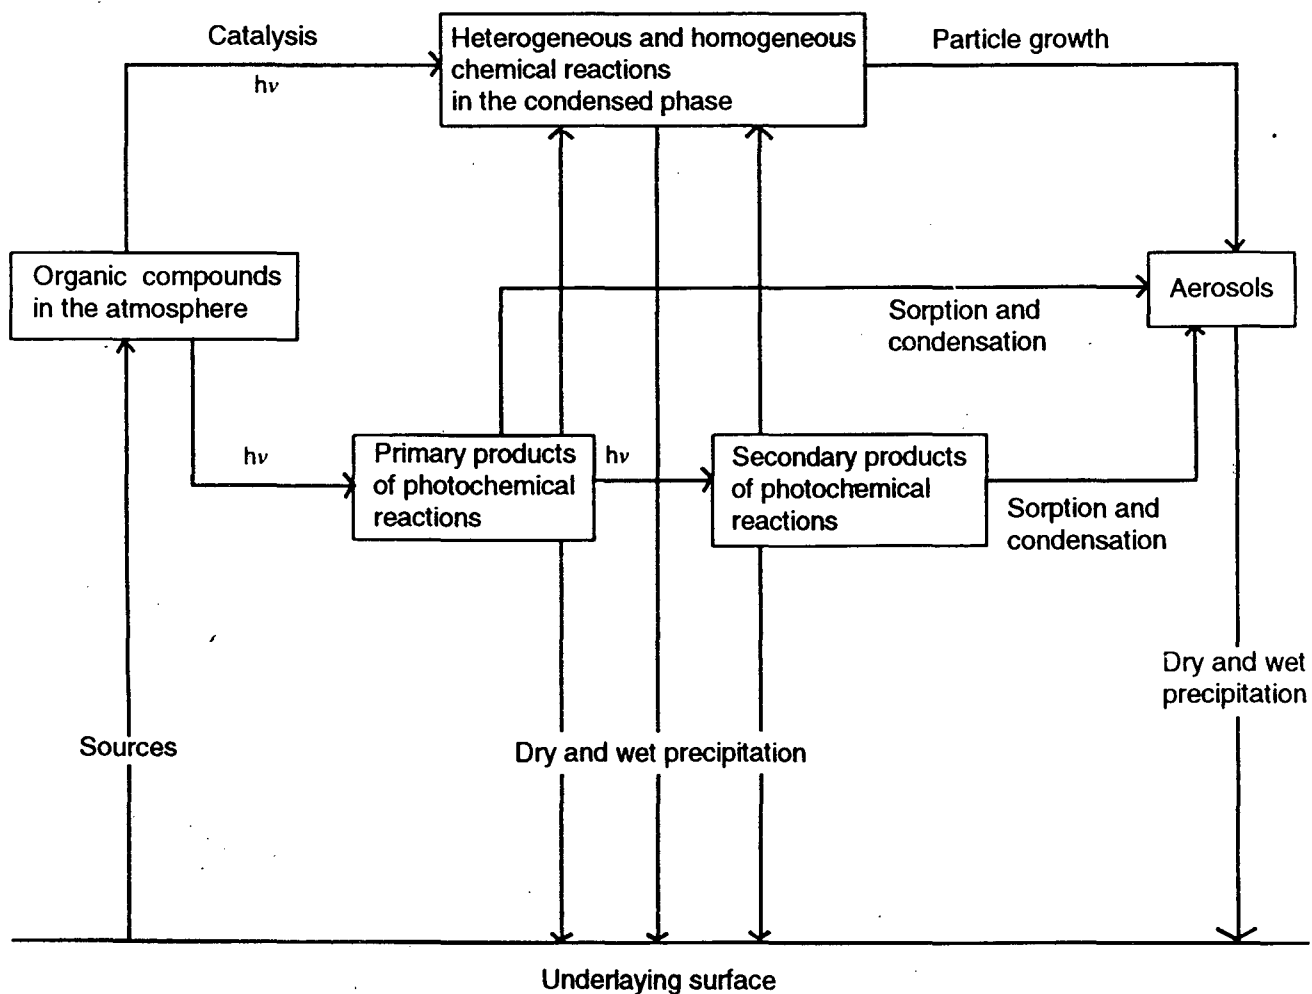 Catalysis
hν
Heterogeneous and homogeneous
chemical reactions
in the condensed phase
Particle growth
Organic compounds
in the atmosphere
Aerosols
Sorption and
condensation
hν
Primary products
of photochemical
reactions
hν
Secondary products
of photochemical
reactions
Sorption and
condensation
Dry and wet
precipitation
Sources
Dry and wet precipitation
Underlaying surface